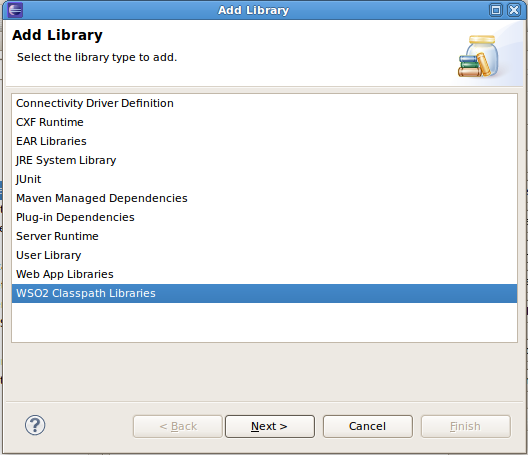 Add Library
Add Library
Select the library type to add.
Connectivity Driver Definition
CXF Runtime
EAR Libraries
JRE System Library
JUnit
Maven Managed Dependencies
Plug-in Dependencies
Server Runtime
User Library
Web App Libraries
WSO2 Classpath Libraries
?
< Back
Next >
Cancel
Finish